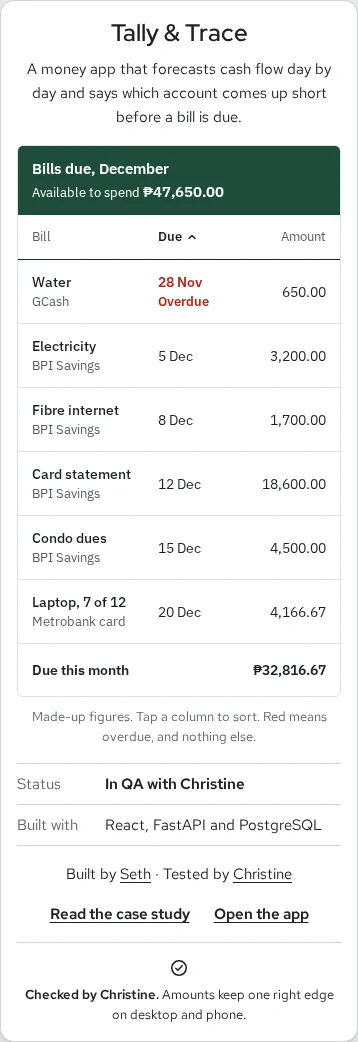 Tally & Trace
A money app that forecasts cash flow day by
day and says which account comes up short
before a bill is due.
Bills due, December
Available to spend ₱47,650.00
Bill Due Amount
Water 28 Nov 650.00
GCash Overdue
Electricity 5 Dec 3,200.00
BPI Savings
Fibre internet 8 Dec 1,700.00
BPI Savings
Card statement 12 Dec 18,600.00
BPI Savings
Condo dues 15 Dec 4,500.00
BPI Savings
Laptop, 7 of 12 20 Dec 4,166.67
Metrobank card
Due this month ₱32,816.67
Made-up figures. Tap a column to sort. Red means
overdue, and nothing else.
Status In QA with Christine
Built with React, FastAPI and PostgreSQL
Built by Seth · Tested by Christine
Read the case study Open the app
Checked by Christine. Amounts keep one right edge
on desktop and phone.